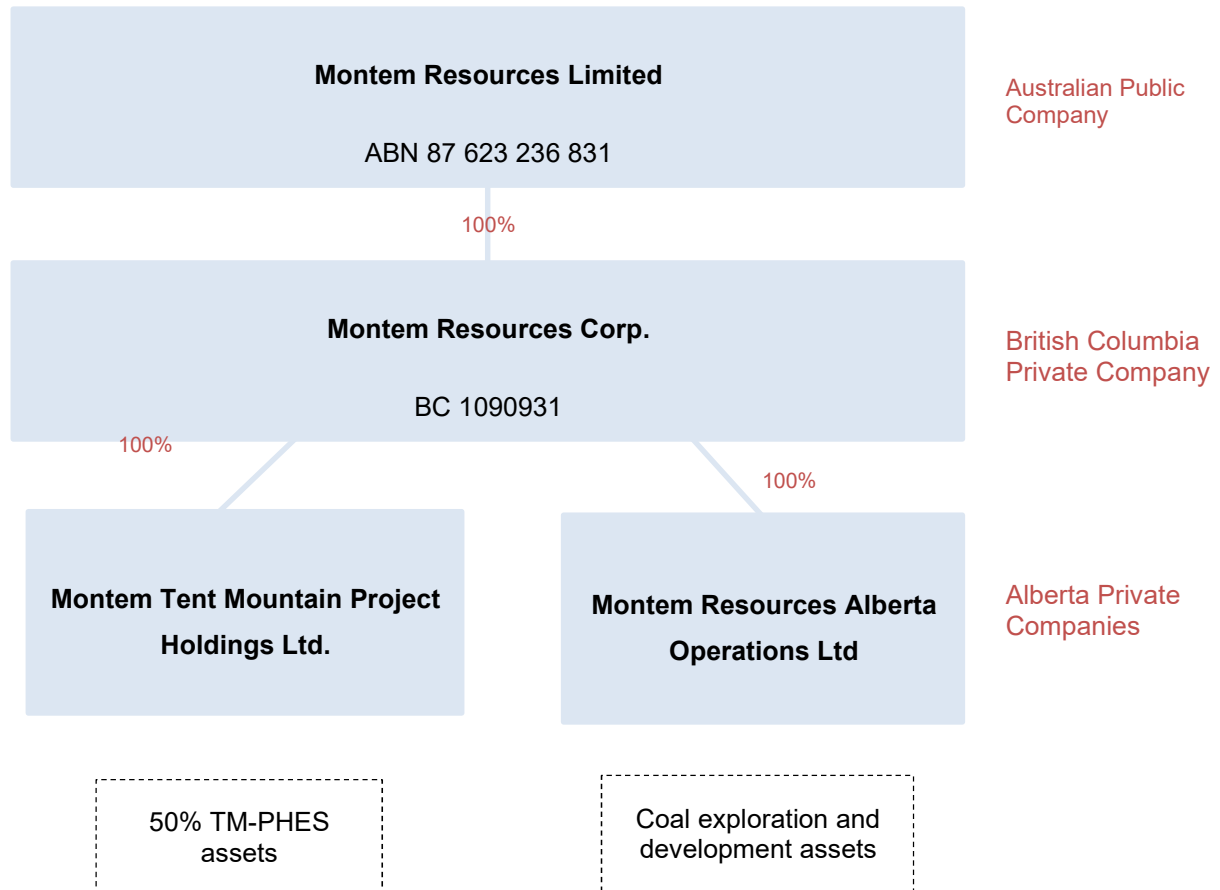 Montem Resources Limited
ABN 87 623 236 831
Australian Public
Company
100%
Montem Resources Corp.
BC 1090931
British Columbia
Private Company
100%
100%
Montem Tent Mountain Project
Holdings Ltd.
Montem Resources Alberta
Operations Ltd
Alberta Private
Companies
50% TM-PHES
assets
Coal exploration and
development assets